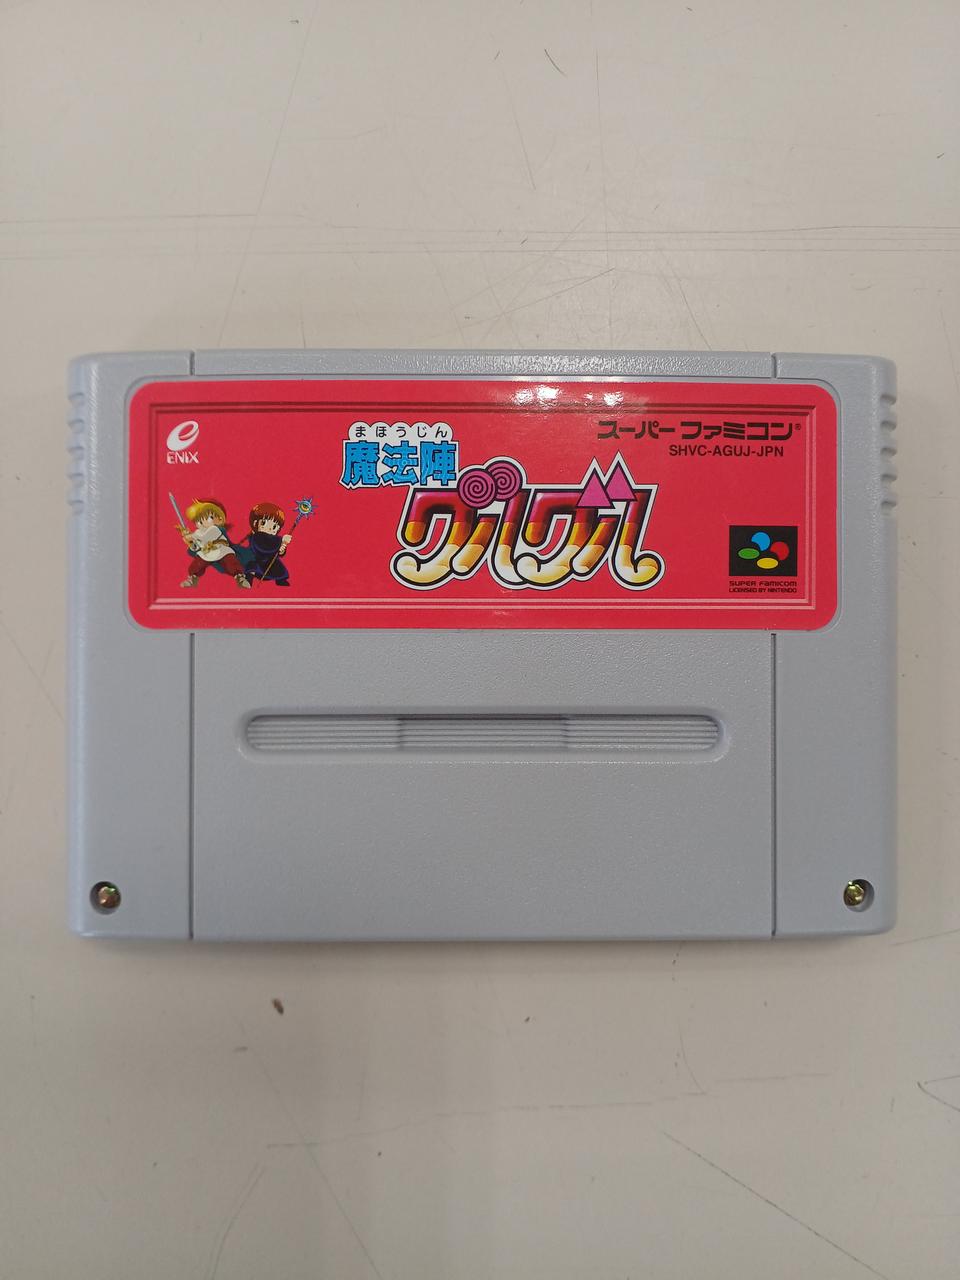 ENIX
まほうじん
魔法陣
グルグル
スーパーファミコン®
SHVC-AGUJ-JPN
SUPER FAMICOM
LICENSED BY NINTENDO